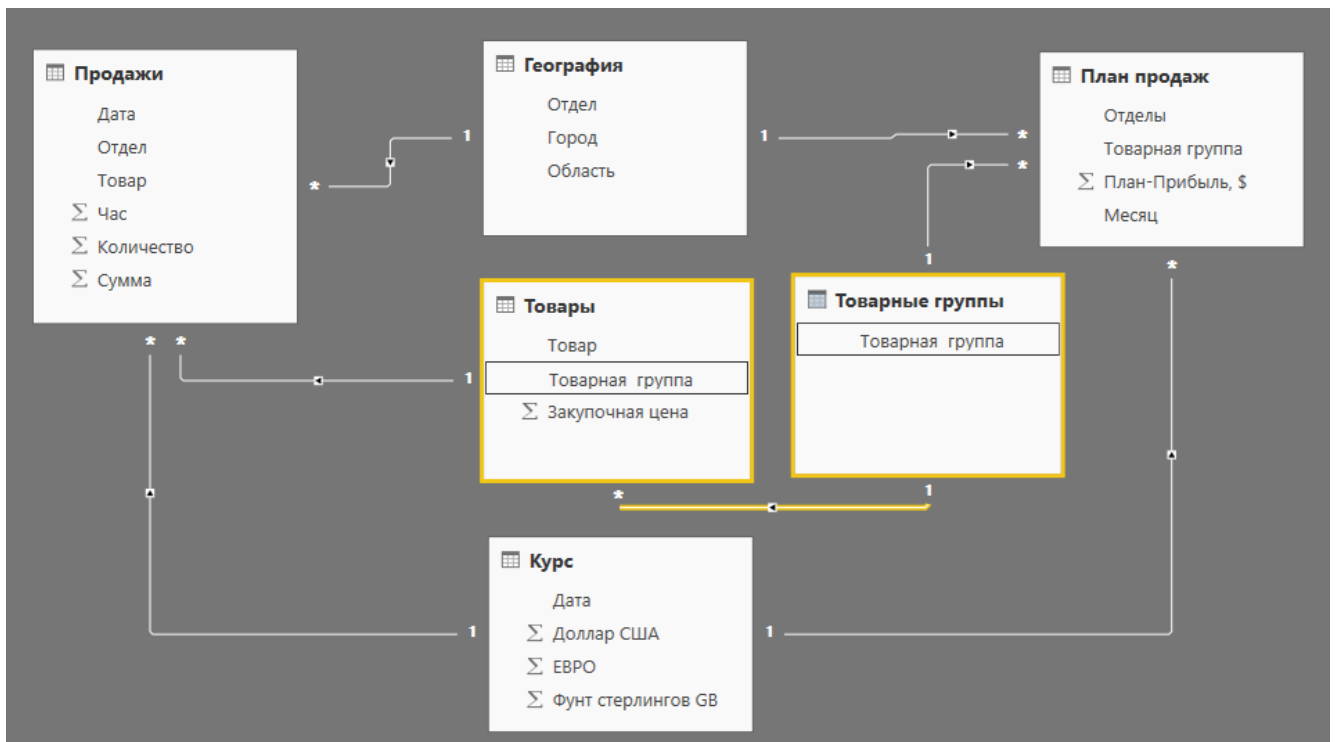 Продажи
Дата
Отдел
Товар
∑ Час
∑ Количество
∑ Сумма
География
Отдел
Город
Область
План продаж
Отделы
Товарная группа
∑ План-Прибыль, $
Месяц
Товары
Товар
Товарная группа
∑ Закупочная цена
Товарные группы
Товарная группа
Курс
Дата
∑ Доллар США
∑ ЕВРО
∑ Фунт стерлингов GB
1
*
1
*
*
1
*
*
1
*
*
1
1
1